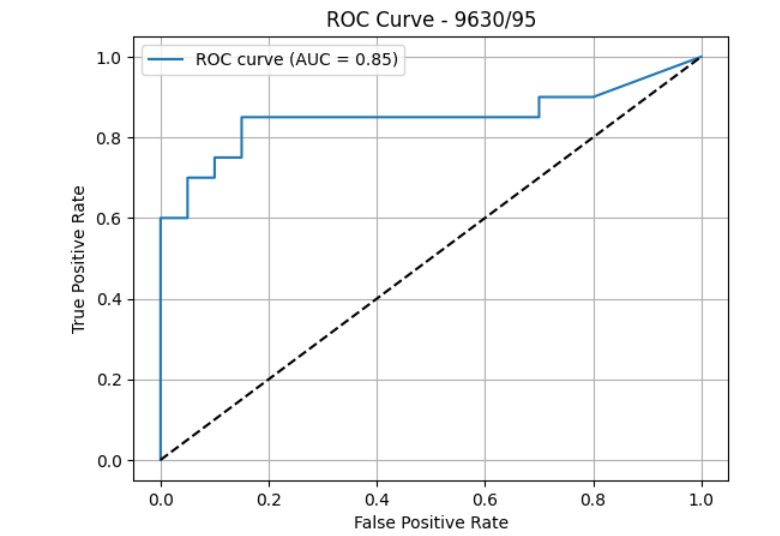 ROC Curve - 9630/95
ROC curve (AUC = 0.85)
True Positive Rate
1.0
0.8
0.6
0.4
0.2
0.0
0.0 0.2 0.4 0.6 0.8 1.0
False Positive Rate